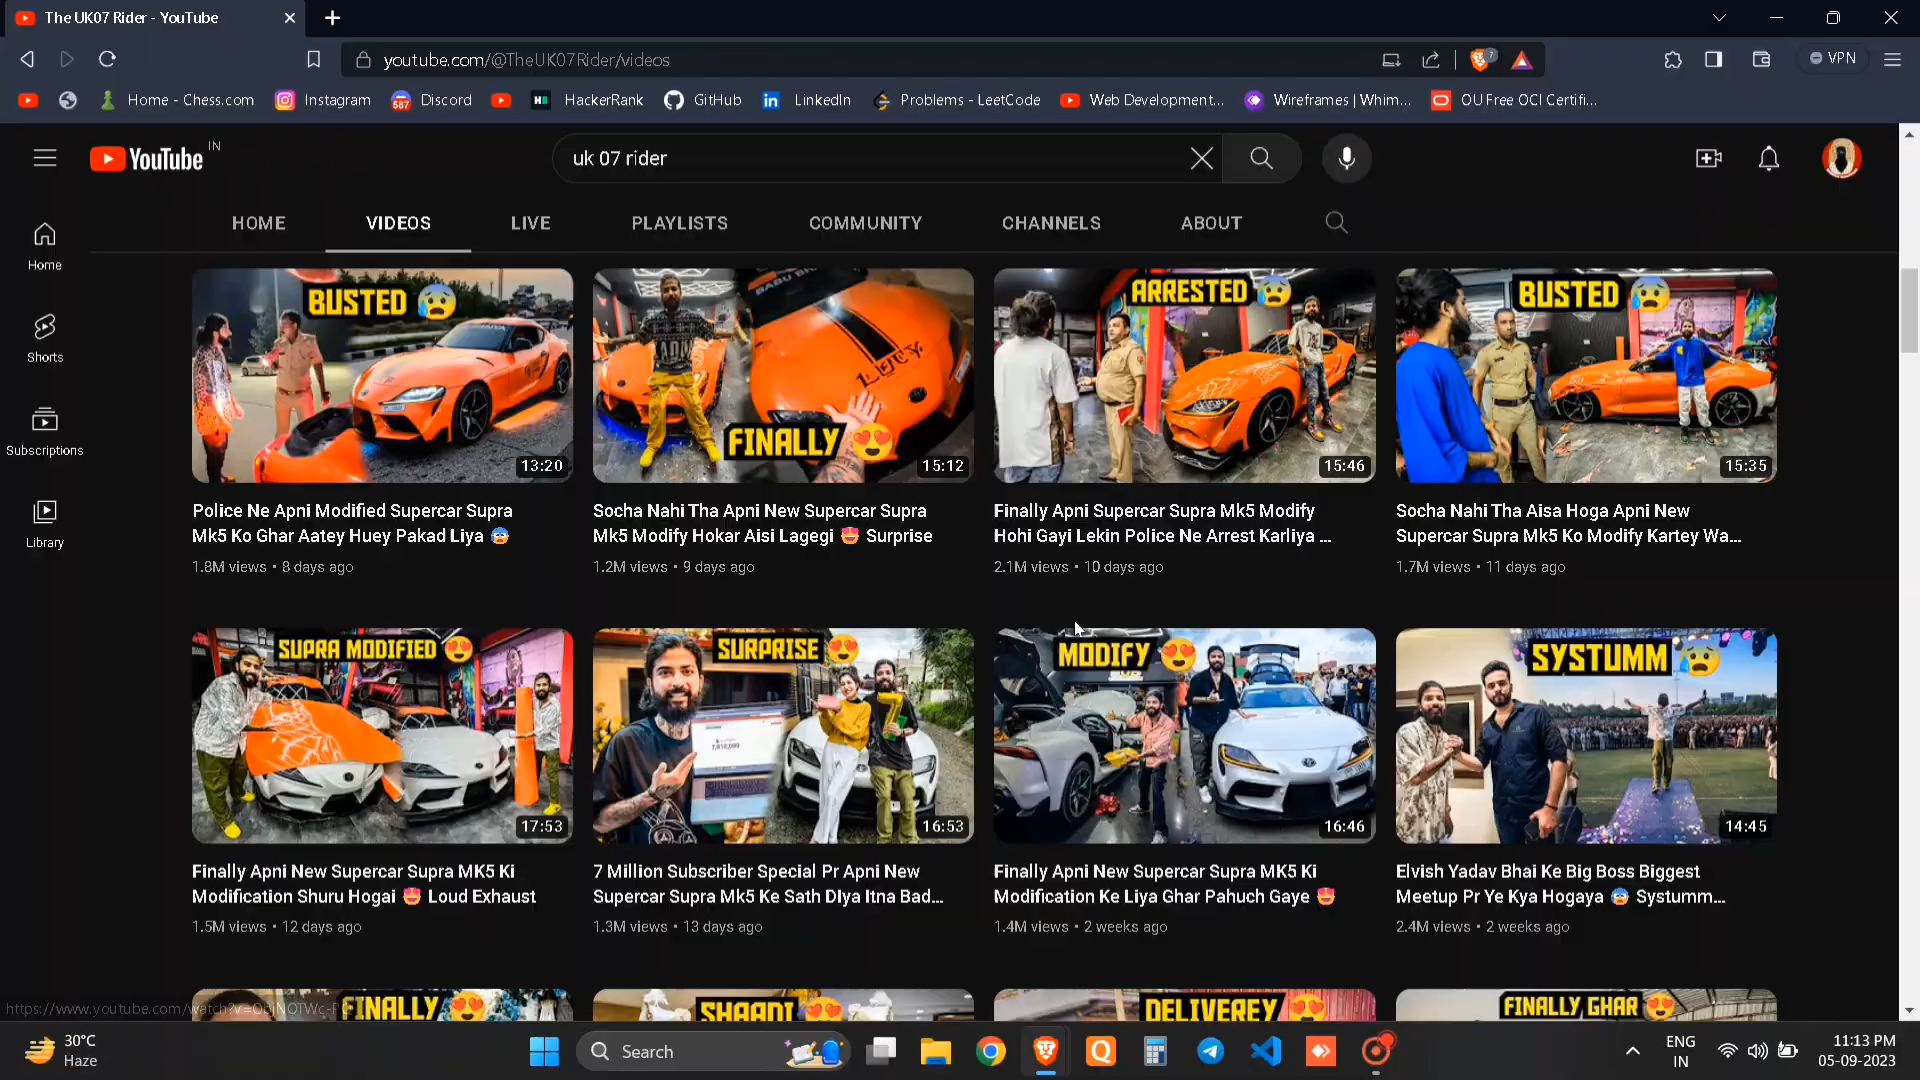 The UK07 Rider - YouTube
youtube.com/@TheUK07Rider/videos
VPN
Home - Chess.com
Instagram
587
Discord
HackerRank
GitHub
LinkedIn
Problems - LeetCode
Web Development...
Wireframes | Whim...
OU Free OCI Certifi...
YouTube IN
uk 07 rider
HOME
VIDEOS
LIVE
PLAYLISTS
COMMUNITY
CHANNELS
ABOUT
Home
Shorts
Subscriptions
Library
BUSTED
13:20
FINALLY
15:12
ARRESTED
15:46
BUSTED
15:35
Police Ne Apni Modified Supercar Supra
Mk5 Ko Ghar Aatey Huey Pakad Liya 😨
1.8M views • 8 days ago
Socha Nahi Tha Apni New Supercar Supra
Mk5 Modify Hokar Aisi Lagegi 😍 Surprise
1.2M views • 9 days ago
Finally Apni Supercar Supra Mk5 Modify
Hohi Gayi Lekin Police Ne Arrest Karliya ...
2.1M views • 10 days ago
Socha Nahi Tha Aisa Hoga Apni New
Supercar Supra Mk5 Ko Modify Kartey Wa...
1.7M views • 11 days ago
SUPRA MODIFIED
17:53
SURPRISE
16:53
MODIFY
16:46
SYSTUMM
14:45
Finally Apni New Supercar Supra MK5 Ki
Modification Shuru Hogai 😍 Loud Exhaust
1.5M views • 12 days ago
7 Million Subscriber Special Pr Apni New
Supercar Supra Mk5 Ke Sath DIya Itna Bad...
1.3M views • 13 days ago
Finally Apni New Supercar Supra MK5 Ki
Modification Ke Liya Ghar Pahuch Gaye 😍
1.4M views • 2 weeks ago
Elvish Yadav Bhai Ke Big Boss Biggest
Meetup Pr Ye Kya Hogaya 😨 Systumm...
2.4M views • 2 weeks ago
FINALLY
SHAADI
DELIVEREY
FINALLY GHAR
30°C
Haze
Search
ENG
IN
11:13 PM
05-09-2023